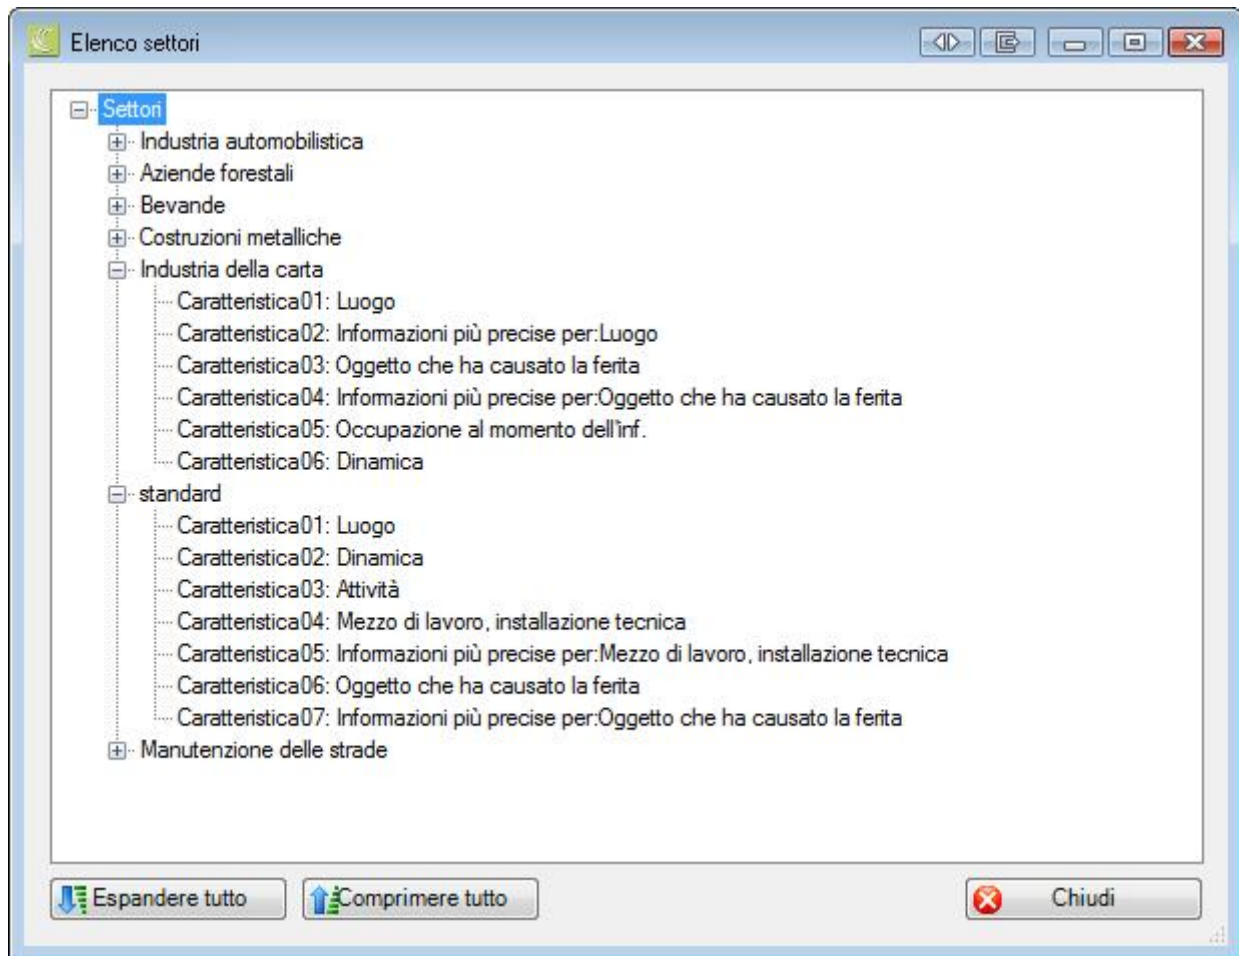 Elenco settori
Settori
Industria automobilistica
Aziende forestali
Bevande
Costruzioni metalliche
Industria della carta
Caratteristica01: Luogo
Caratteristica02: Informazioni più precise per:Luogo
Caratteristica03: Oggetto che ha causato la ferita
Caratteristica04: Informazioni più precise per:Oggetto che ha causato la ferita
Caratteristica05: Occupazione al momento dell'inf.
Caratteristica06: Dinamica
standard
Caratteristica01: Luogo
Caratteristica02: Dinamica
Caratteristica03: Attività
Caratteristica04: Mezzo di lavoro, installazione tecnica
Caratteristica05: Informazioni più precise per:Mezzo di lavoro, installazione tecnica
Caratteristica06: Oggetto che ha causato la ferita
Caratteristica07: Informazioni più precise per:Oggetto che ha causato la ferita
Manutenzione delle strade
Espandere tutto Comprimere tutto Chiudi